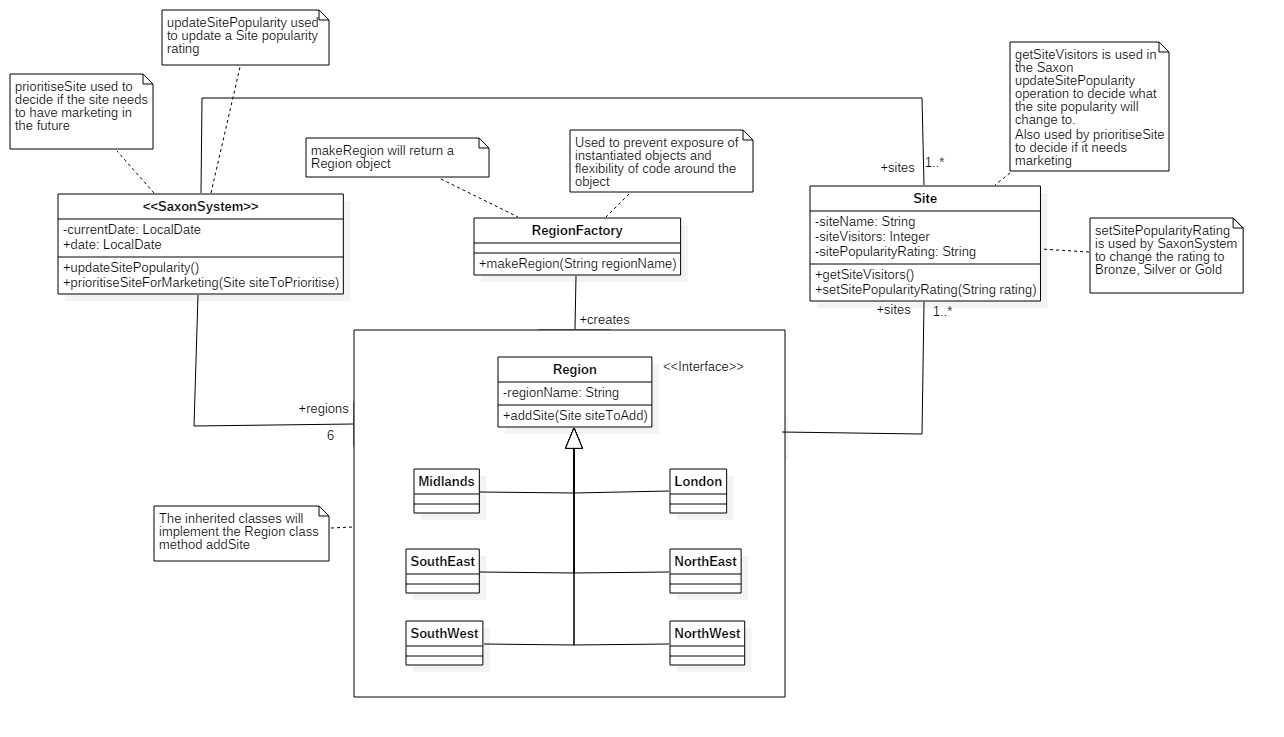 updateSitePopularity used
to update a Site popularity
rating
prioritiseSite used to
decide if the site needs
to have marketing in
the future
makeRegion will return a
Region object
Used to prevent exposure of
instantiated objects and
flexibility of code around the
object
getSiteVisitors is used in
the Saxon
updateSitePopularity
operation to decide what
the site popularity will
change to.
Also used by prioritiseSite
to decide if it needs
marketing
+sites
1..*
<<SaxonSystem>>
-currentDate: LocalDate
+date: LocalDate
+updateSitePopularity()
+prioritiseSiteForMarketing(Site siteToPrioritise)
RegionFactory
+makeRegion(String regionName)
Site
-siteName: String
-siteVisitors: Integer
-sitePopularityRating: String
+getSiteVisitors()
+setSitePopularityRating(String rating)
setSitePopularityRating
is used by SaxonSystem
to change the rating to
Bronze, Silver or Gold
+sites
1..*
+creates
Region
-regionName: String
+addSite(Site siteToAdd)
<<Interface>>
+regions
6
Midlands
London
The inherited classes will
implement the Region class
method addSite
SouthEast
NorthEast
SouthWest
NorthWest